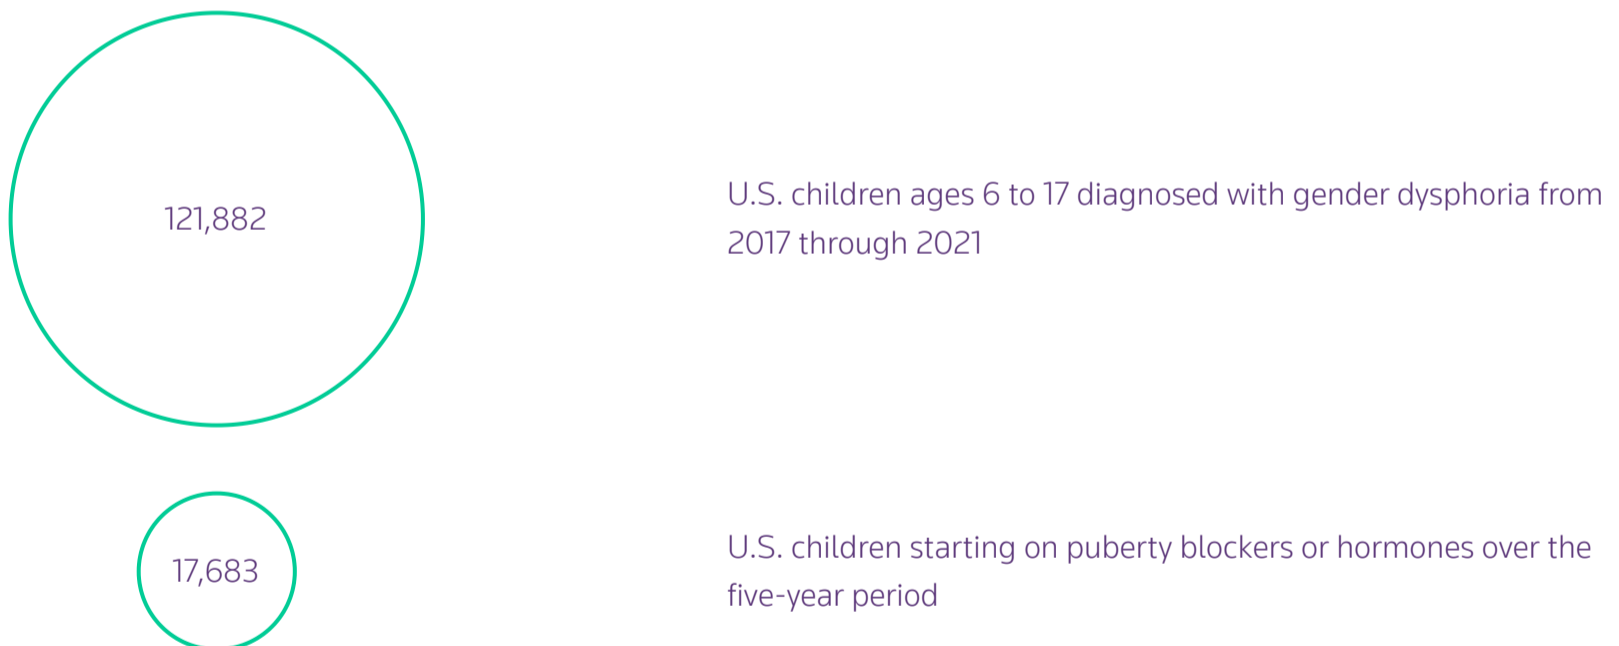 121,882
U.S. children ages 6 to 17 diagnosed with gender dysphoria from
2017 through 2021
17,683
U.S. children starting on puberty blockers or hormones over the
five-year period